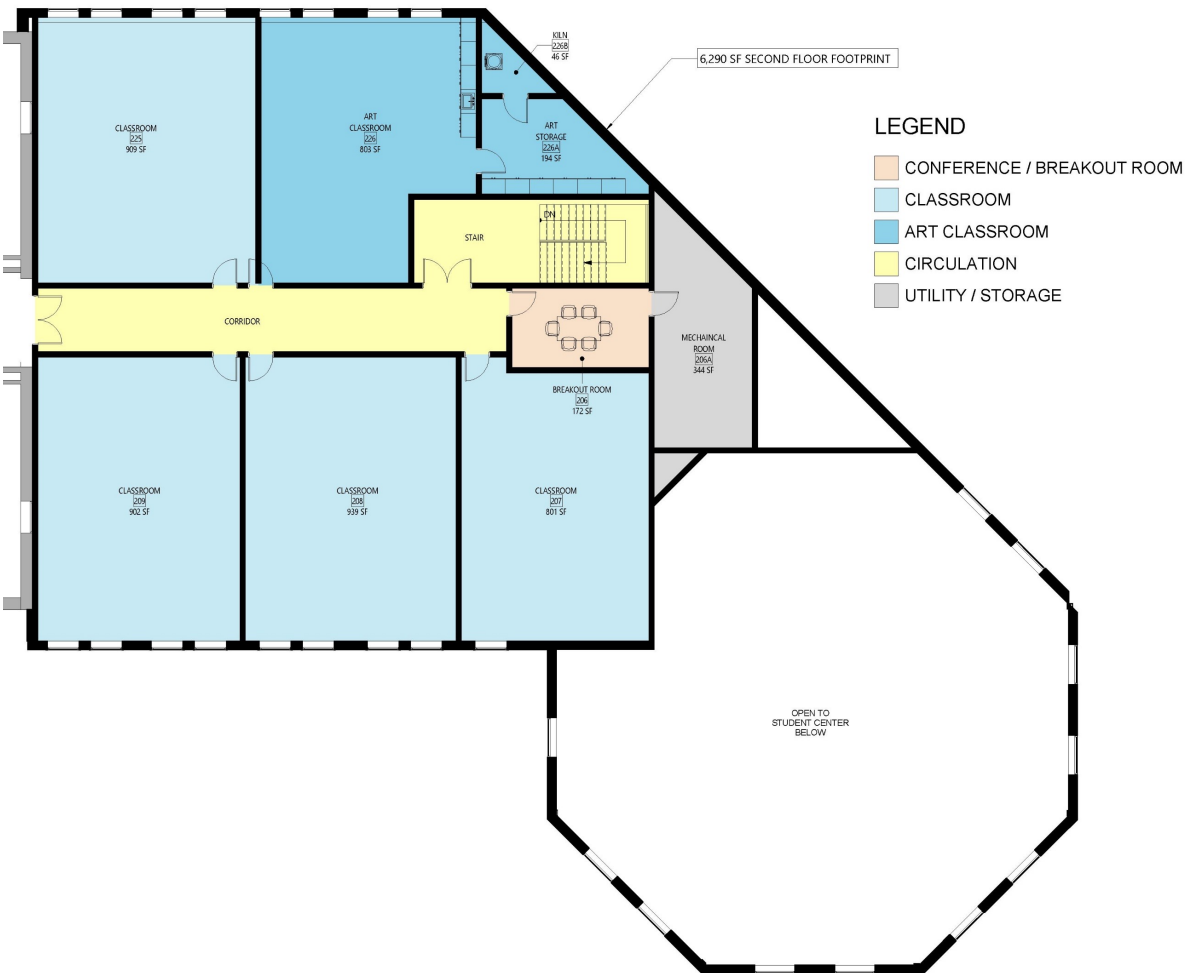 KILN
226B
46 SF
6,290 SF SECOND FLOOR FOOTPRINT
LEGEND
CONFERENCE / BREAKOUT ROOM
CLASSROOM
ART CLASSROOM
CIRCULATION
UTILITY / STORAGE
CLASSROOM
225
909 SF
ART
CLASSROOM
226
803 SF
ART
STORAGE
226A
194 SF
DN
STAIR
CORRIDOR
MECHAINCAL
ROOM
206A
344 SF
BREAKOUT ROOM
206
172 SF
CLASSROOM
209
902 SF
CLASSROOM
208
939 SF
CLASSROOM
207
801 SF
OPEN TO
STUDENT CENTER
BELOW